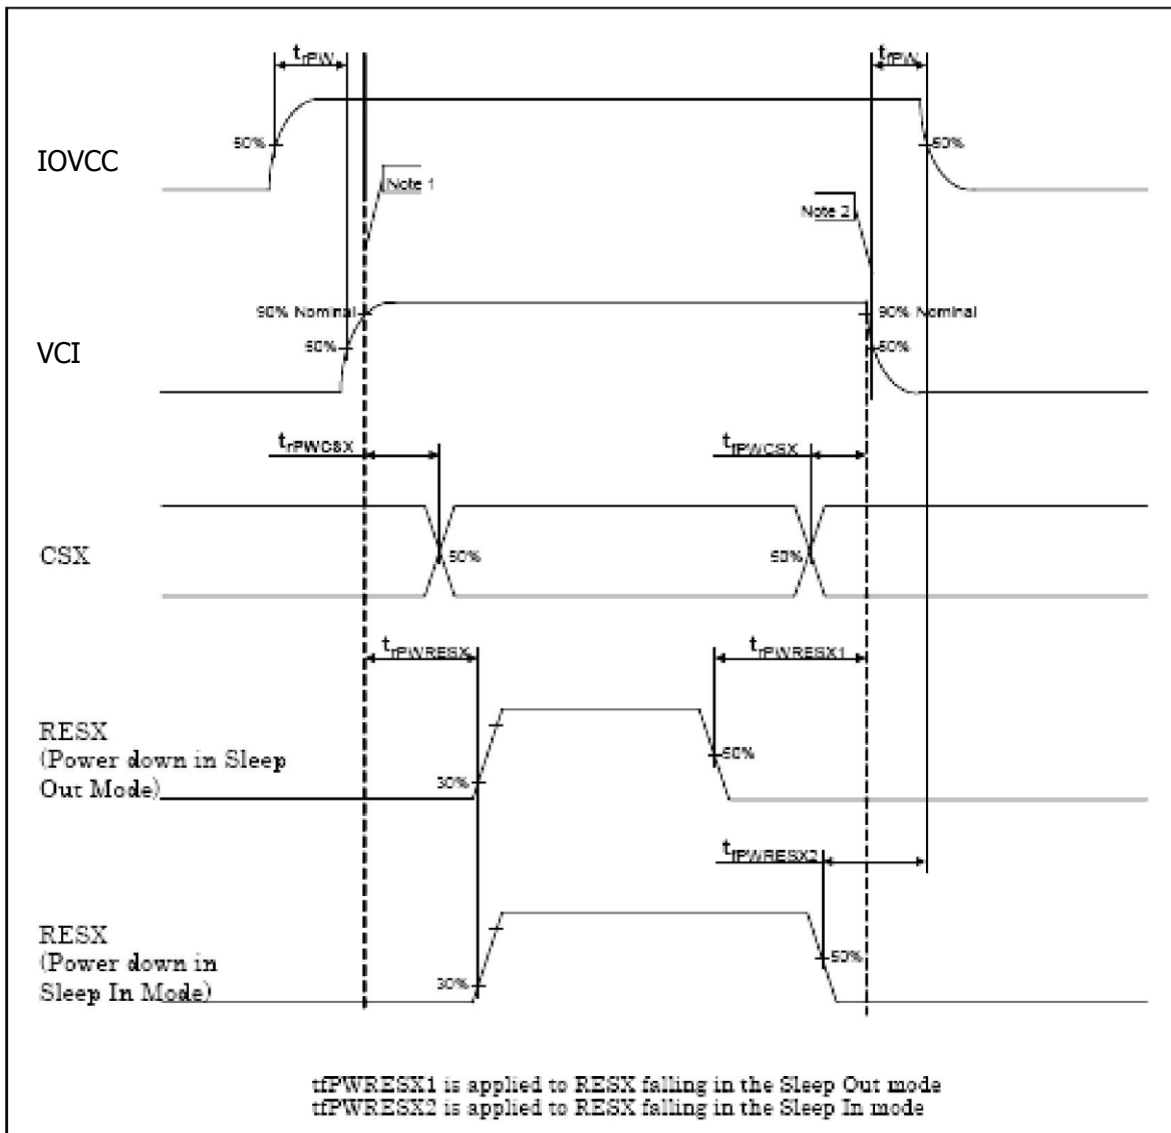 trPW
tfPW
50%
50%
IOVCC
Note 1
Note 2
90% Nominal
90% Nominal
VCI
50%
50%
trPWCSX
tfPWCSX
CSX
50%
50%
trPWRESX
tfPWRESX1
RESX
(Power down in Sleep
Out Mode)
50%
30%
tfPWRESX2
RESX
(Power down in
Sleep In Mode)
50%
30%
tfPWRESX1 is applied to RESX falling in the Sleep Out mode
tfPWRESX2 is applied to RESX falling in the Sleep In mode